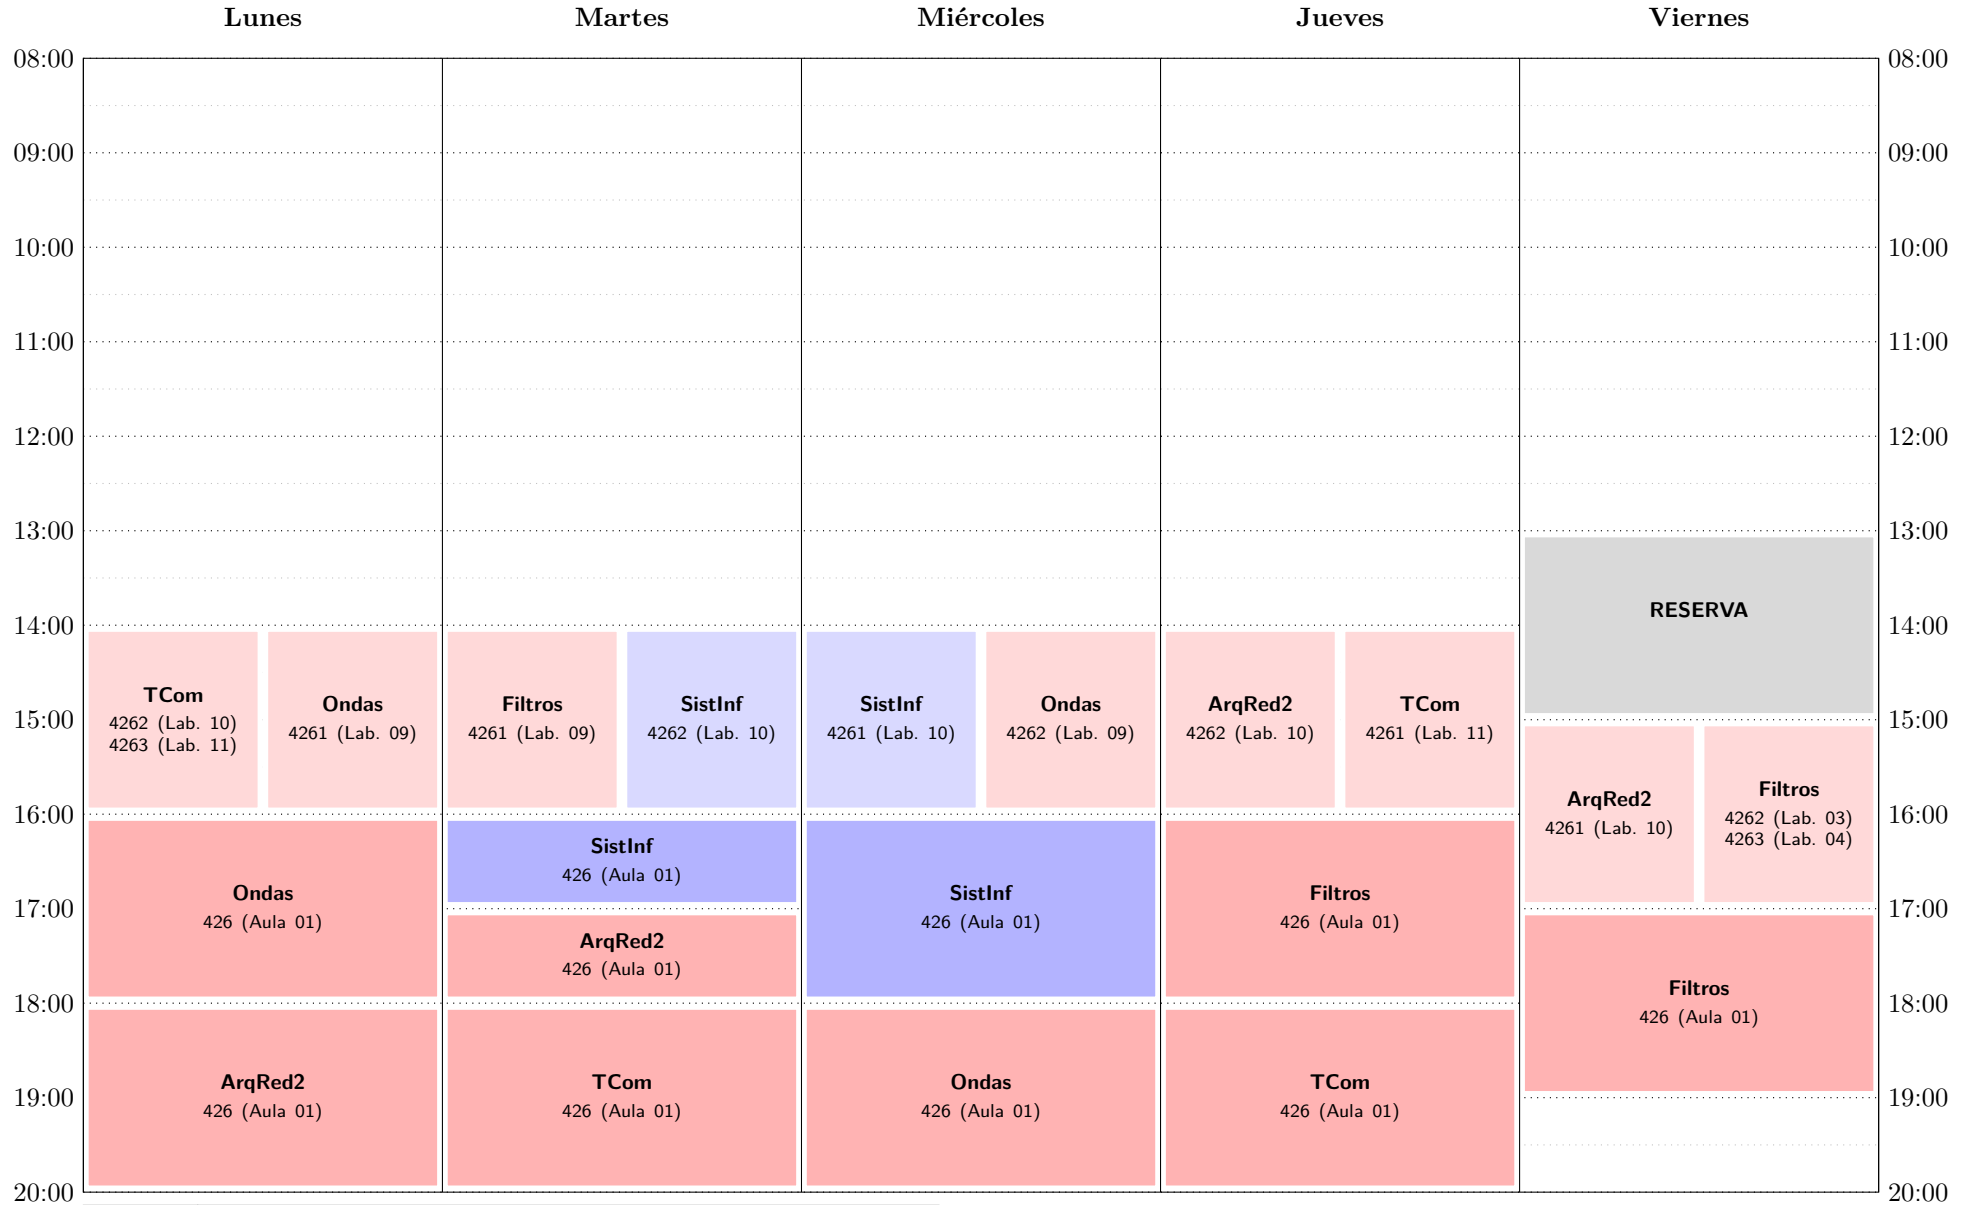 Lunes
Martes
Miércoles
Jueves
Viernes
08:00
08:00
09:00
09:00
10:00
10:00
11:00
11:00
12:00
12:00
13:00
13:00
14:00
14:00
15:00
15:00
16:00
16:00
17:00
17:00
18:00
18:00
19:00
19:00
20:00
20:00
TCom
4262 (Lab. 10)
4263 (Lab. 11)
Ondas
4261 (Lab. 09)
Ondas
426 (Aula 01)
ArqRed2
426 (Aula 01)
Filtros
4261 (Lab. 09)
SistInf
4262 (Lab. 10)
SistInf
426 (Aula 01)
ArqRed2
426 (Aula 01)
TCom
426 (Aula 01)
SistInf
4261 (Lab. 10)
Ondas
4262 (Lab. 09)
SistInf
426 (Aula 01)
Ondas
426 (Aula 01)
ArqRed2
4262 (Lab. 10)
TCom
4261 (Lab. 11)
Filtros
426 (Aula 01)
TCom
426 (Aula 01)
RESERVA
ArqRed2
4261 (Lab. 10)
Filtros
4262 (Lab. 03)
4263 (Lab. 04)
Filtros
426 (Aula 01)